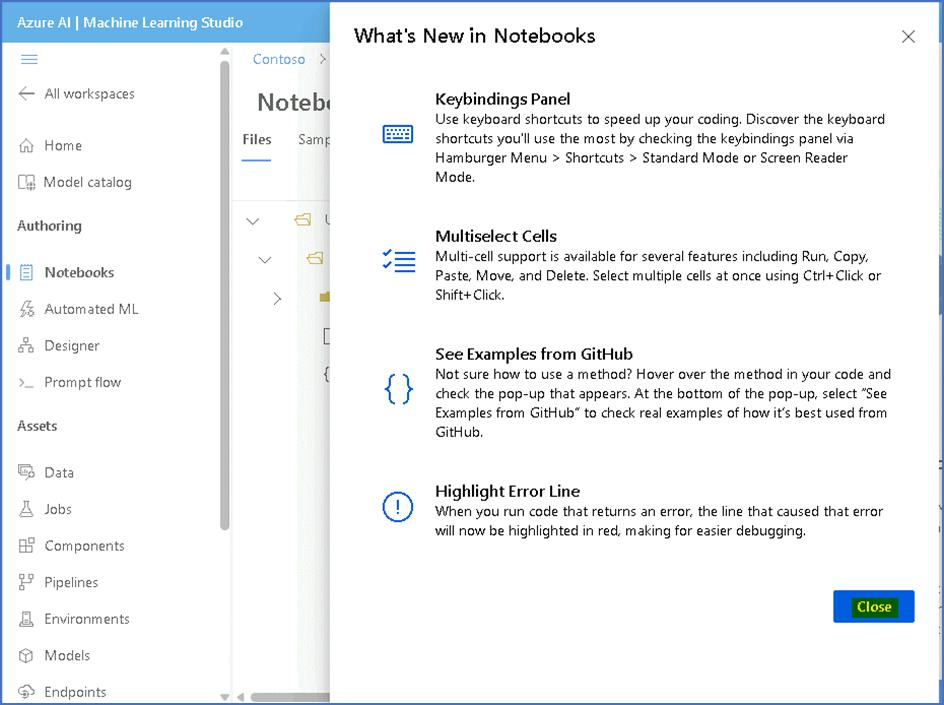 Azure AI | Machine Learning Studio
All workspaces
Home
Model catalog
Authoring
Notebooks
Automated ML
Designer
Prompt flow
Assets
Data
Jobs
Components
Pipelines
Environments
Models
Endpoints
Contoso
Files
What's New in Notebooks
Keybindings Panel
Use keyboard shortcuts to speed up your coding. Discover the keyboard
shortcuts you'll use the most by checking the keybindings panel via
Hamburger Menu > Shortcuts > Standard Mode or Screen Reader
Mode.
Multiselect Cells
Multi-cell support is available for several features including Run, Copy,
Paste, Move, and Delete. Select multiple cells at once using Ctrl+Click or
Shift+Click.
See Examples from GitHub
Not sure how to use a method? Hover over the method in your code and
check the pop-up that appears. At the bottom of the pop-up, select “See
Examples from GitHub” to check real examples of how it’s best used from
GitHub.
Highlight Error Line
When you run code that returns an error, the line that caused that error
will now be highlighted in red, making for easier debugging.
Close